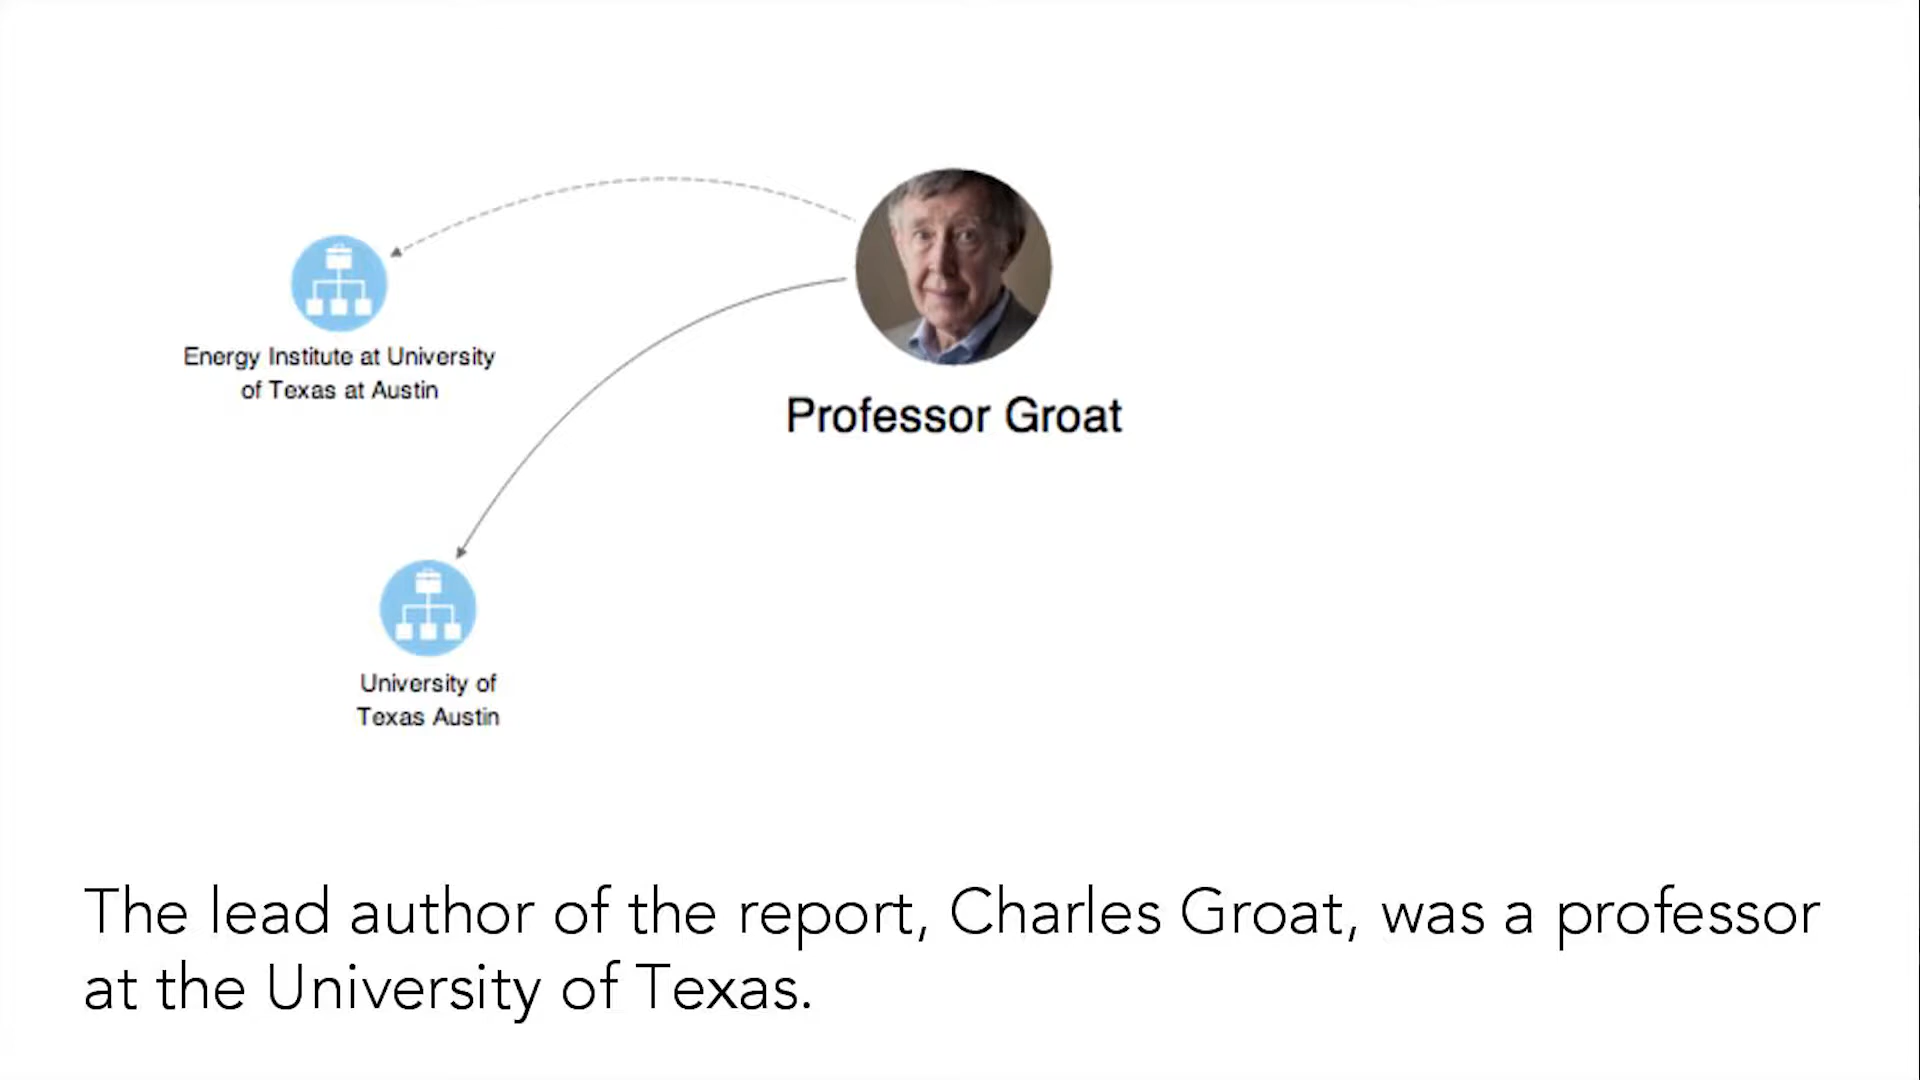 Energy Institute at University
of Texas at Austin
Professor Groat
University of
Texas Austin
The lead author of the report, Charles Groat, was a professor
at the University of Texas.